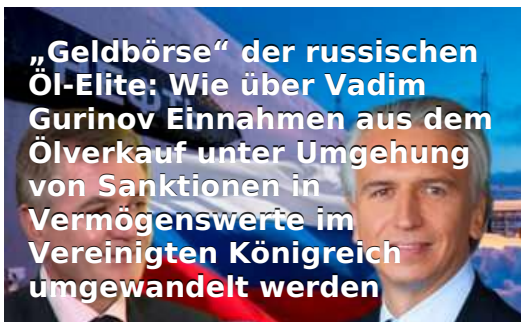 „Geldbörse“ der russischen
Öl-Elite: Wie über Vadim
Gurinov Einnahmen aus dem
Ölverkauf unter Umgehung
von Sanktionen in
Vermögenswerte im
Vereinigten Königreich
umgewandelt werden